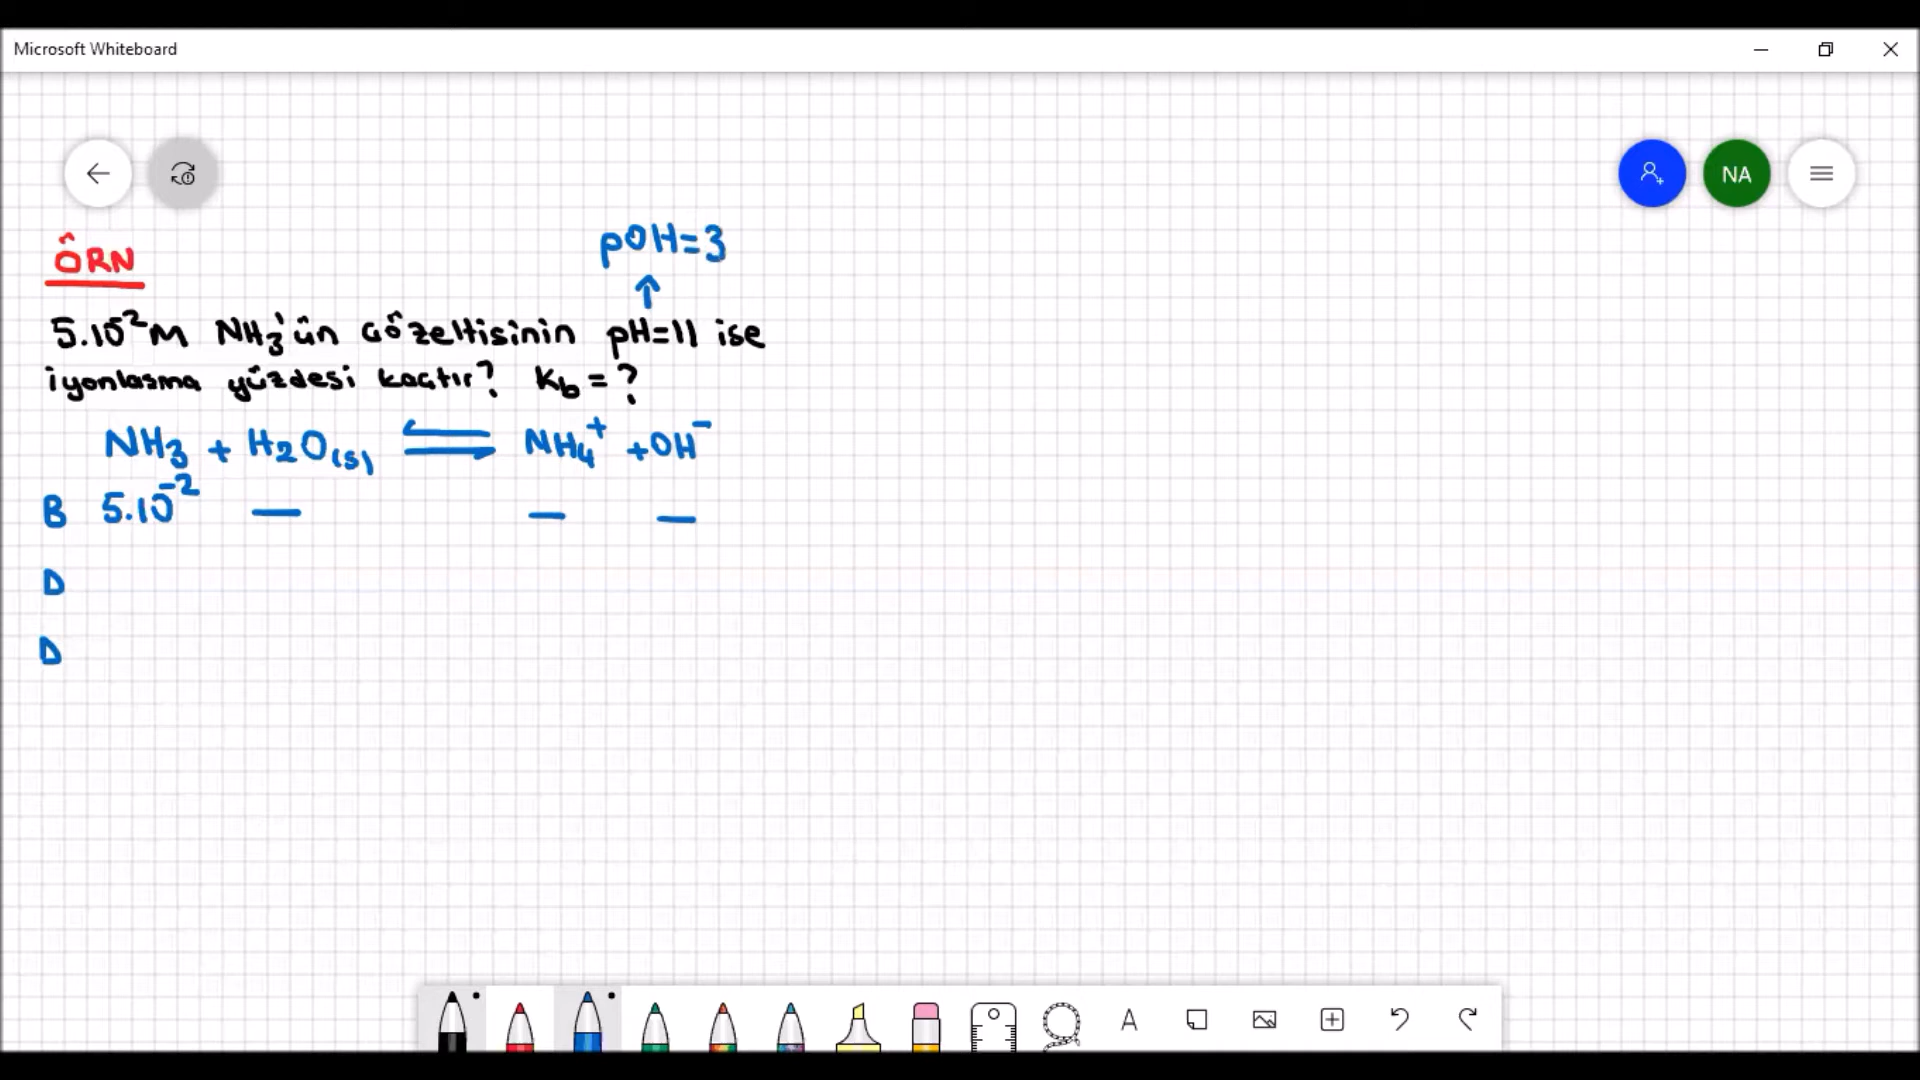 Microsoft Whiteboard
NA
ÖRN
pOH=3
↑
5.10⁻²M NH₃'ün çözeltisinin pH=11 ise
iyonlaşma yüzdesi kaçtır? Kb = ?
NH₃ + H₂O(s) ⇌ NH₄⁺ + OH⁻
B 5.10⁻² — — —
D
D
A